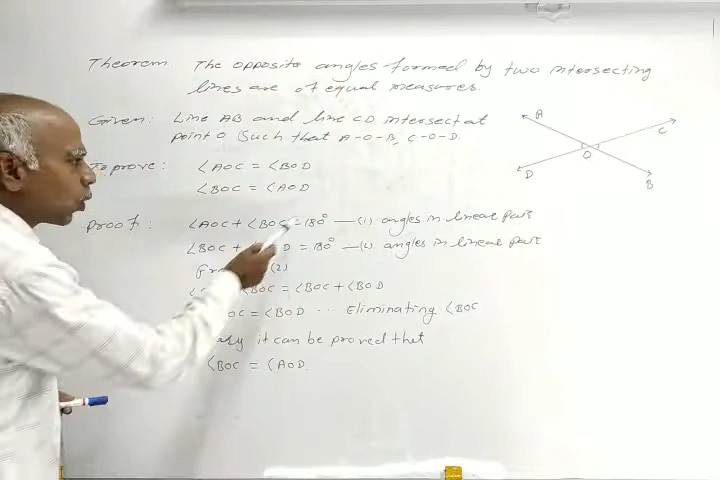 Theorem The opposite angles formed by two intersecting
lines are of equal measures.
Given: Line AB and line CD intersect at
point O Such that A-O-B, C-O-D
To prove: ∠AOC = ∠BOD
∠BOC = ∠AOD
Proof: ∠AOC + ∠BOC = 180° —(1) angles in linear pair
∠BOC + D = 180° —(2) angles in linear pair
(2)
BOC = ∠BOC + ∠BOD
OC = ∠BOD ... Eliminating ∠BOC
it can be proved that
∠BOC = ∠AOD
A
C
O
D
B